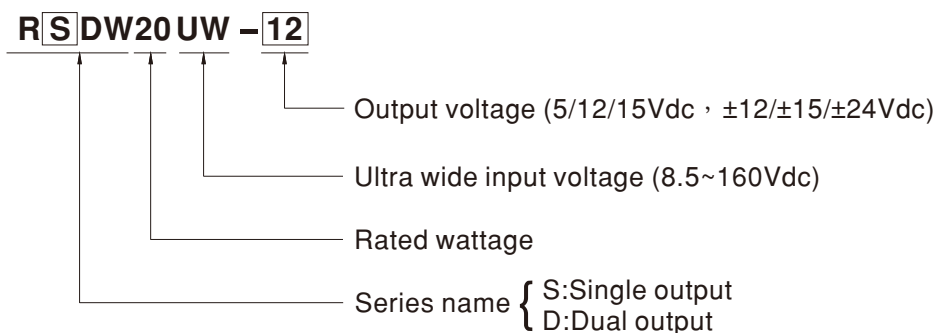 RSDW20UW-12
Output voltage (5/12/15Vdc，±12/±15/±24Vdc)
Ultra wide input voltage (8.5~160Vdc)
Rated wattage
Series name { S:Single output
D:Dual output